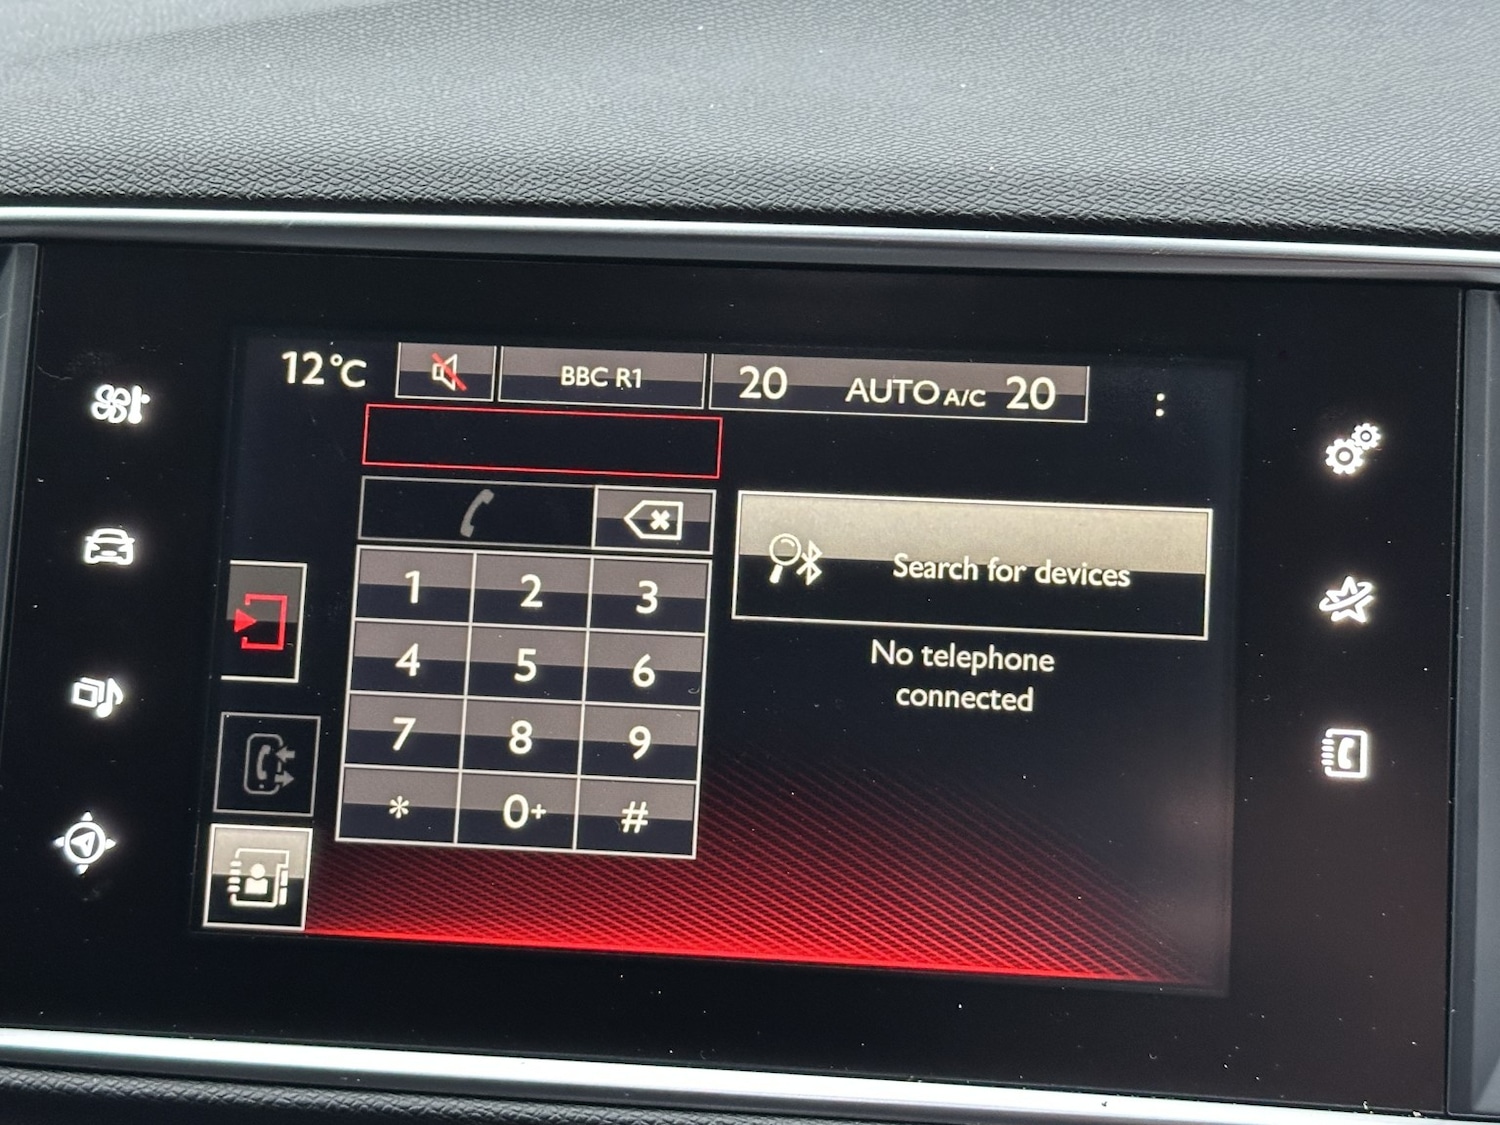 12°C
BBC R1
20 AUTO A/C 20
:
Search for devices
No telephone
connected
1 2 3
4 5 6
7 8 9
* 0+ #